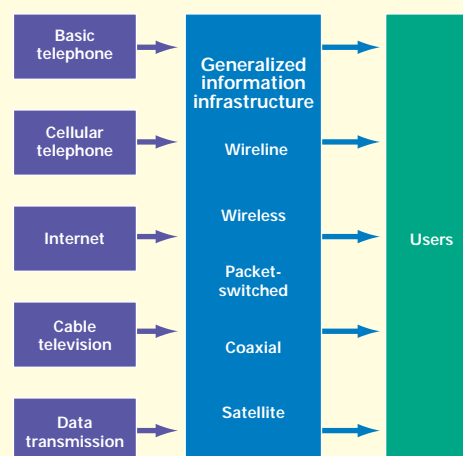 Basic
telephone
Cellular
telephone
Internet
Cable
television
Data
transmission
Generalized
information
infrastructure
Wireline
Wireless
Packet-
switched
Coaxial
Satellite
Users